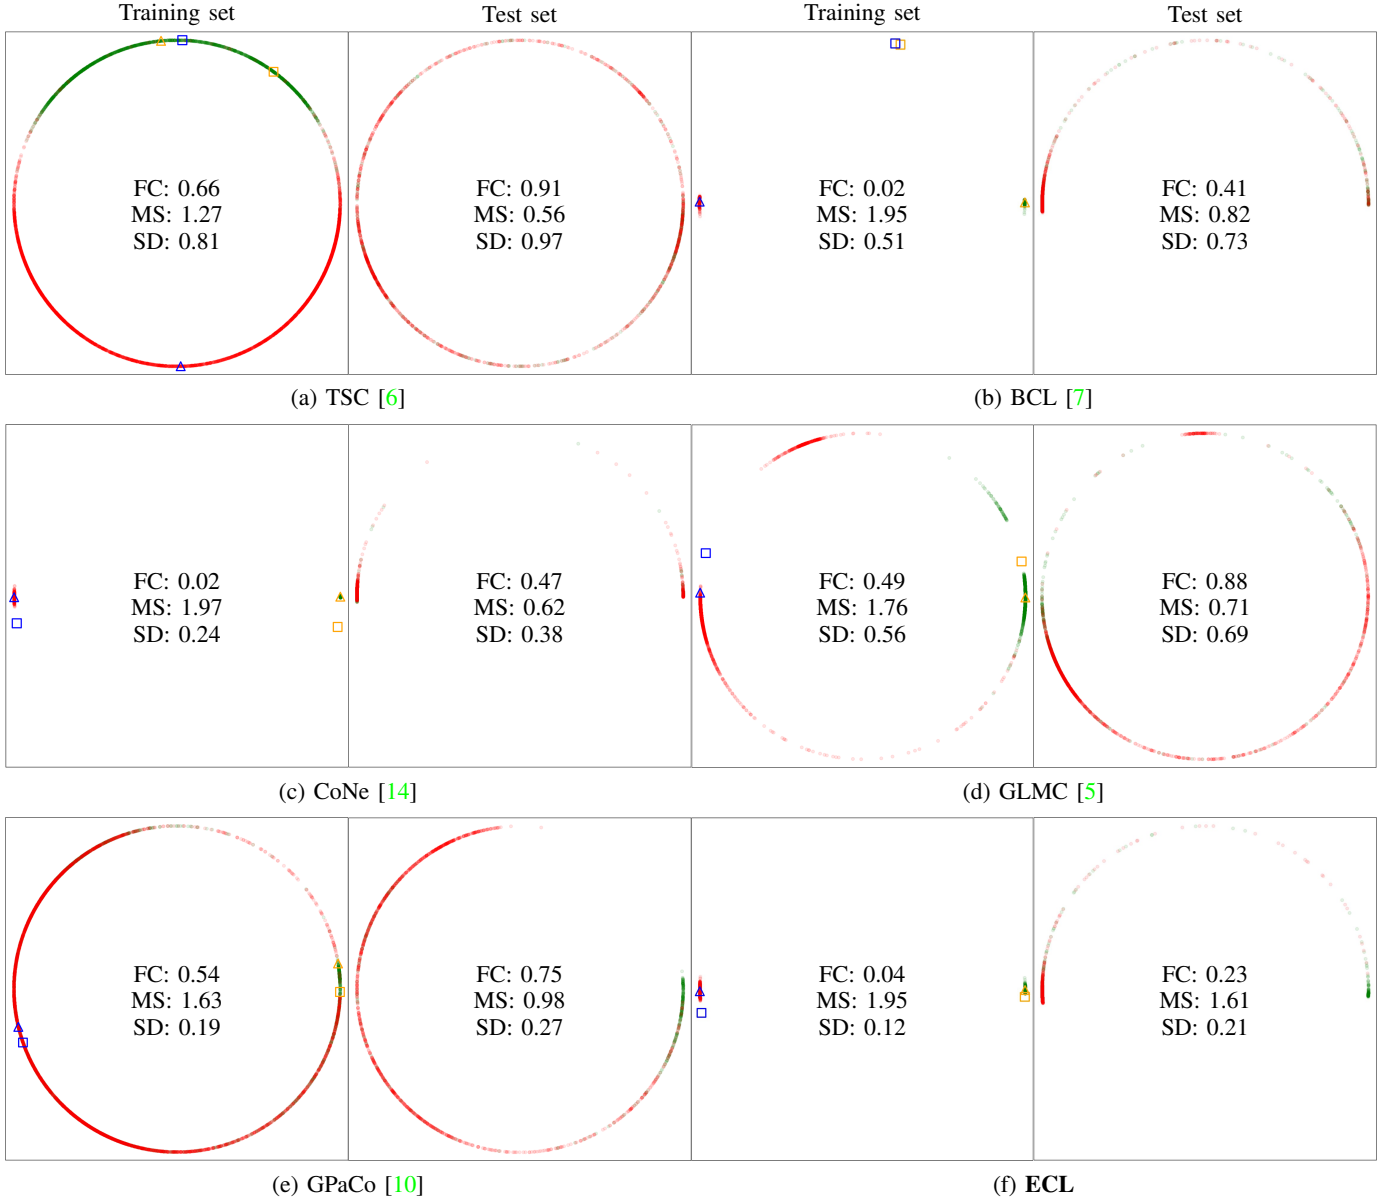 Training set
Test set
Training set
Test set
FC: 0.66
MS: 1.27
SD: 0.81
FC: 0.91
MS: 0.56
SD: 0.97
FC: 0.02
MS: 1.95
SD: 0.51
FC: 0.41
MS: 0.82
SD: 0.73
(a) TSC [6]
(b) BCL [7]
FC: 0.02
MS: 1.97
SD: 0.24
FC: 0.47
MS: 0.62
SD: 0.38
FC: 0.49
MS: 1.76
SD: 0.56
FC: 0.88
MS: 0.71
SD: 0.69
(c) CoNe [14]
(d) GLMC [5]
FC: 0.54
MS: 1.63
SD: 0.19
FC: 0.75
MS: 0.98
SD: 0.27
FC: 0.04
MS: 1.95
SD: 0.12
FC: 0.23
MS: 1.61
SD: 0.21
(e) GPaCo [10]
(f) ECL